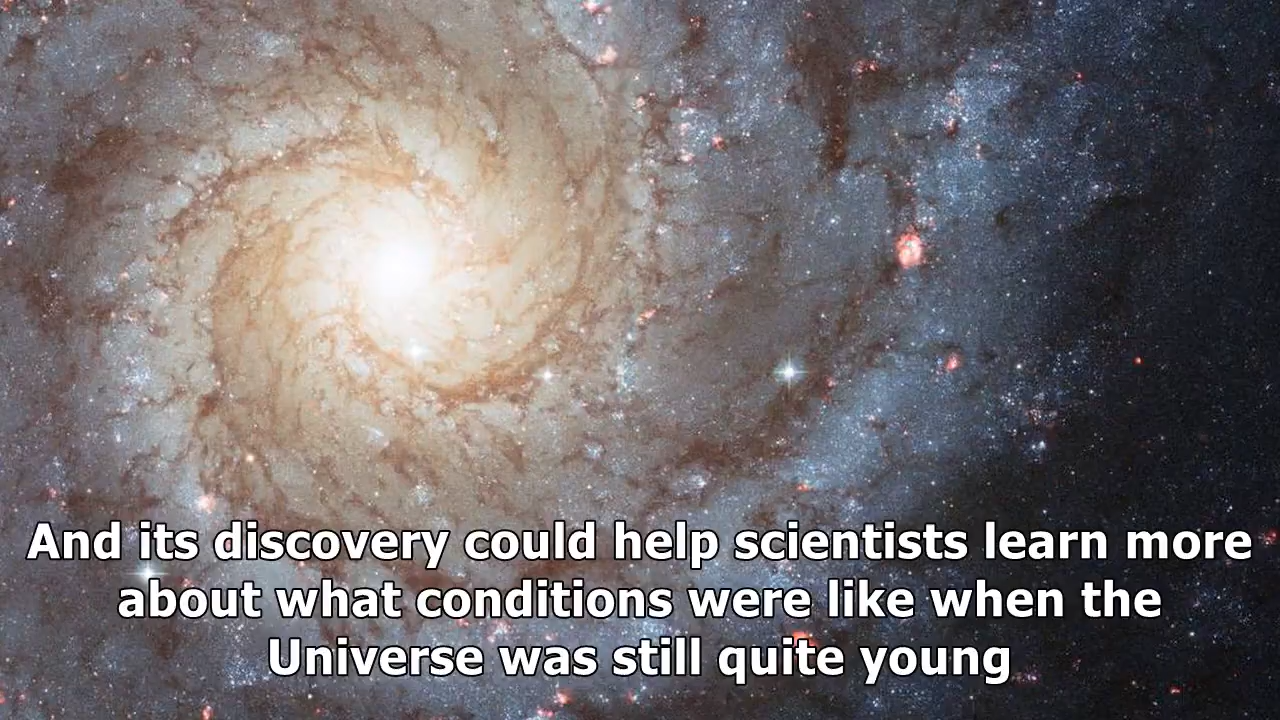 And its discovery could help scientists learn more
about what conditions were like when the
Universe was still quite young